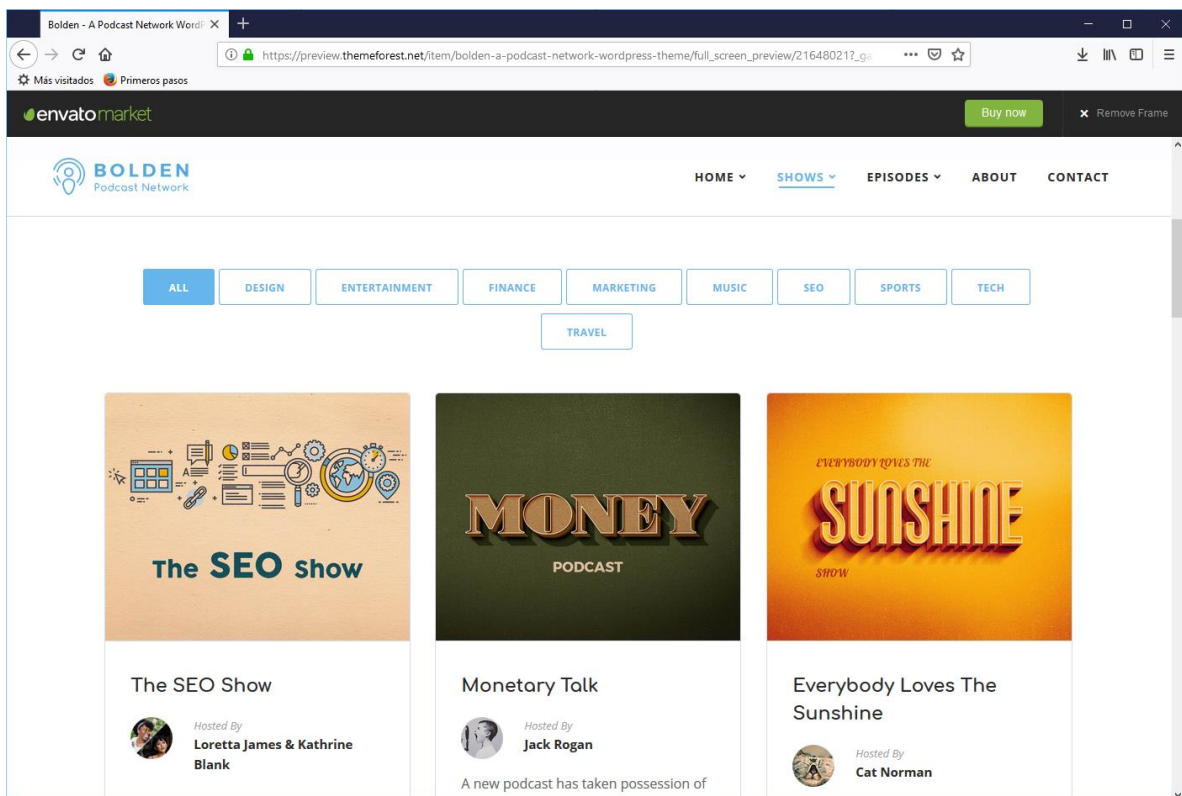 Bolden - A Podcast Network WordP
https://preview.themeforest.net/item/bolden-a-podcast-network-wordpress-theme/full_screen_preview/21648021?_ga
Más visitados Primeros pasos
envatomarket Buy now Remove Frame
BOLDEN
Podcast Network
HOME SHOWS EPISODES ABOUT CONTACT
ALL DESIGN ENTERTAINMENT FINANCE MARKETING MUSIC SEO SPORTS TECH
TRAVEL
The SEO Show
MONEY
PODCAST
EVERYBODY LOVES THE
SUNSHINE
SHOW
The SEO Show
Hosted By
Loretta James & Kathrine
Blank
Monetary Talk
Hosted By
Jack Rogan
A new podcast has taken possession of
Everybody Loves The
Sunshine
Hosted By
Cat Norman